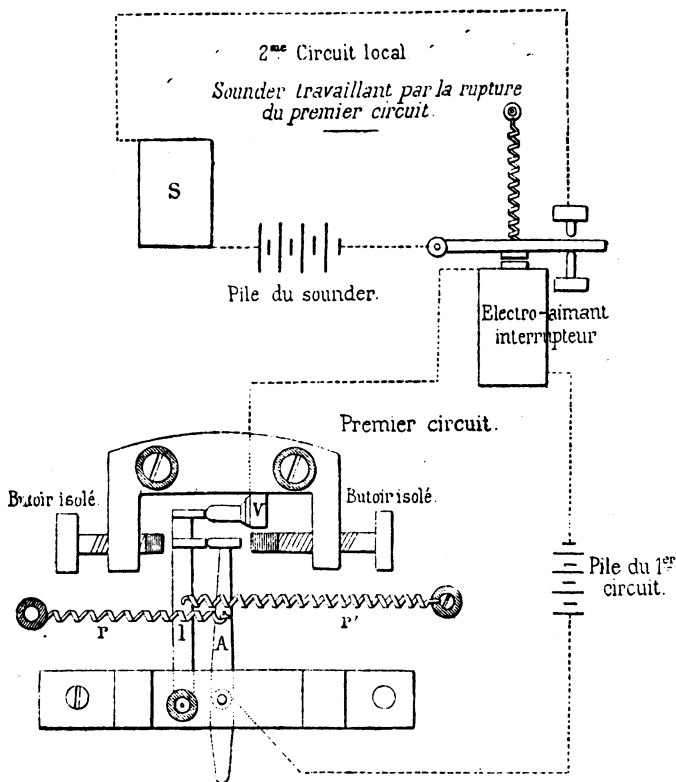 2me Circuit local
Sounder travaillant par la rupture
du premier circuit.
S
Pile du sounder.
Electro-aimant
interrupteur
Premier circuit.
Butoir isolé.
V
Butoir isolé.
Pile du 1er
circuit.
r
l
A
r'